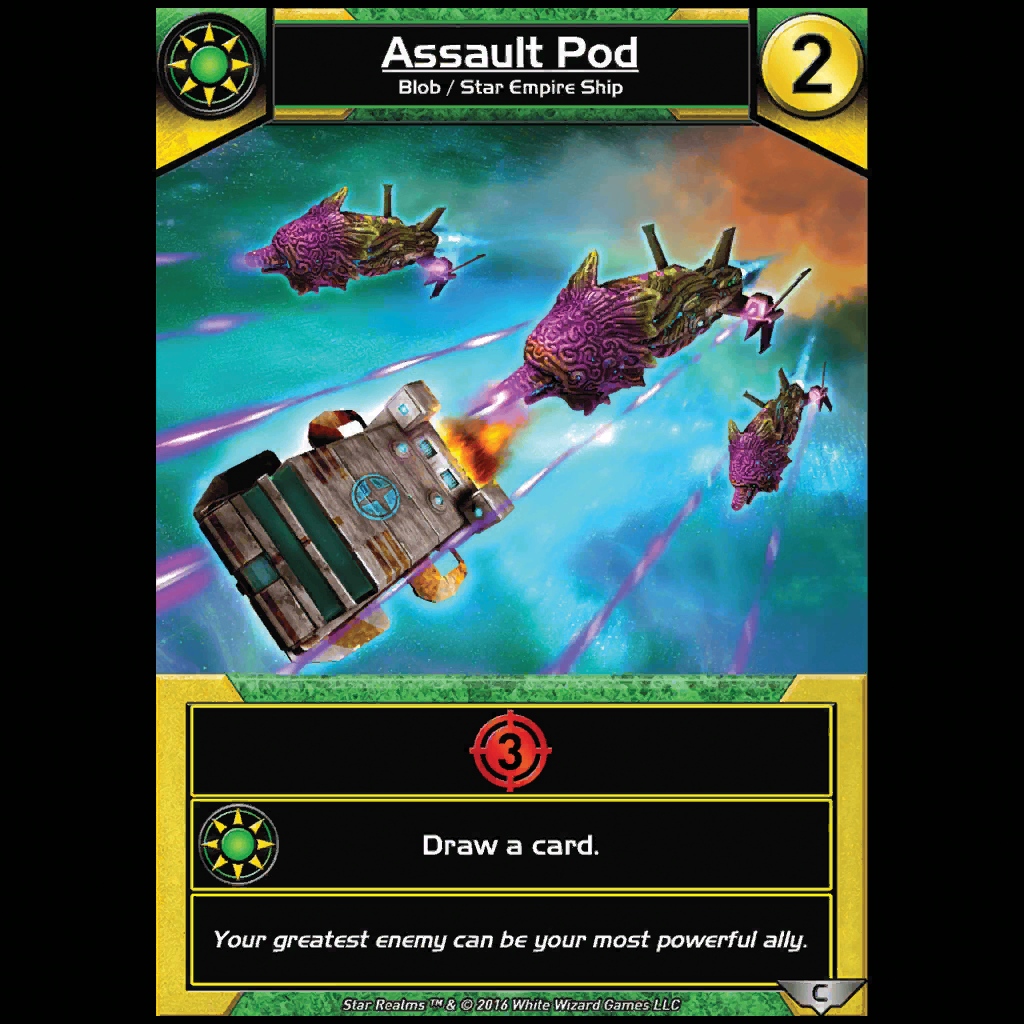 Assault Pod
2
Blob / Star Empire Ship
3
Draw a card.
Your greatest enemy can be your most powerful ally.
C
Star Realms ™ & © 2016 White Wizard Games LLC